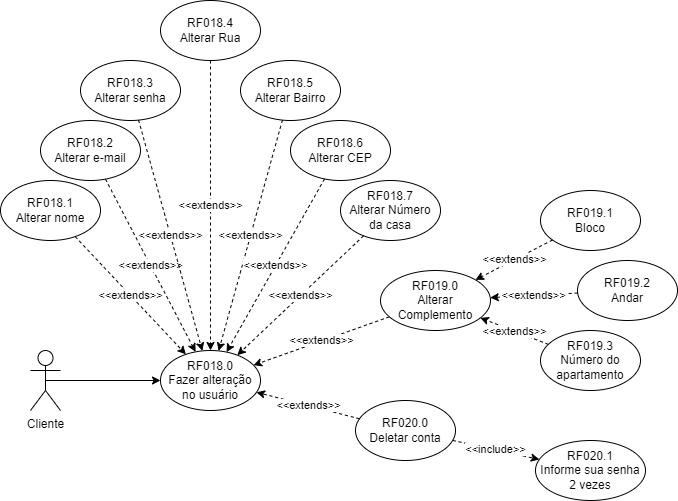 RF018.4
Alterar Rua
RF018.3
Alterar senha
RF018.5
Alterar Bairro
RF018.2
Alterar e-mail
RF018.6
Alterar CEP
RF018.1
Alterar nome
RF018.7
Alterar Número
da casa
<<extends>>
<<extends>>
<<extends>>
<<extends>>
<<extends>>
<<extends>>
<<extends>>
RF019.1
Bloco
<<extends>>
RF019.0
Alterar
Complemento
<<extends>>
RF019.2
Andar
<<extends>>
RF019.3
Número do
apartamento
<<extends>>
RF018.0
Fazer alteração
no usuário
Cliente
<<extends>>
RF020.0
Deletar conta
<<include>>
RF020.1
Informe sua senha
2 vezes